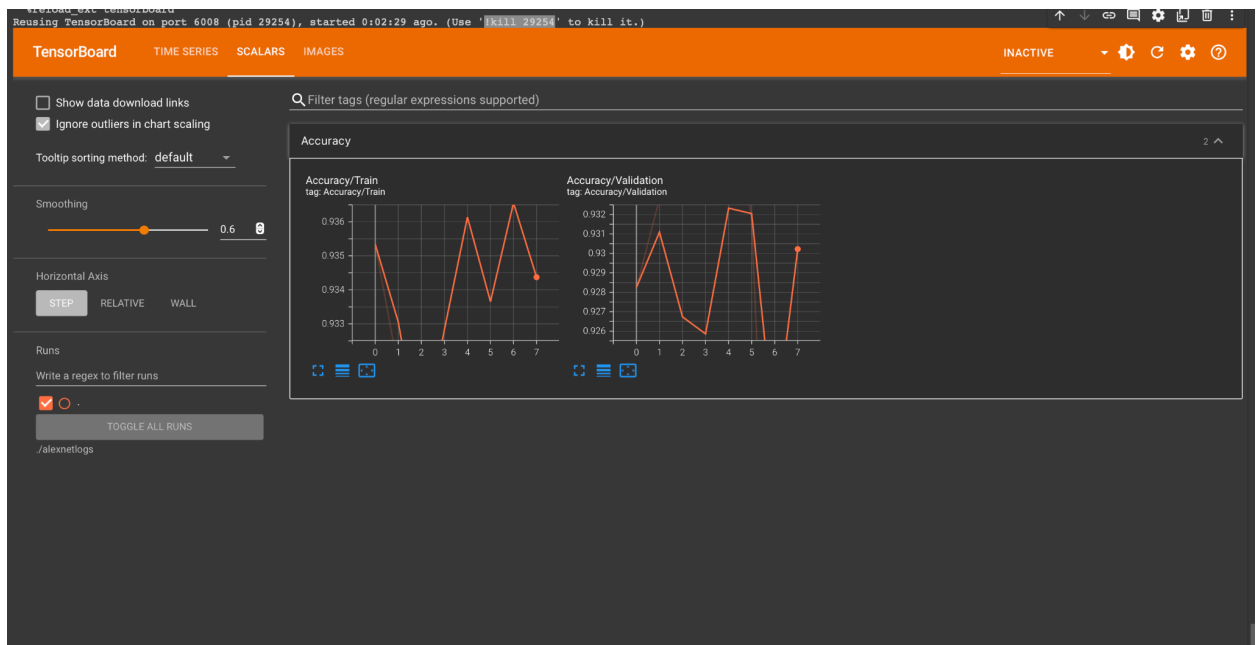 %reload_ext tensorboard
Reusing TensorBoard on port 6008 (pid 29254), started 0:02:29 ago. (Use '!kill 29254' to kill it.)
TensorBoard TIME SERIES SCALARS IMAGES INACTIVE
Show data download links
Ignore outliers in chart scaling
Tooltip sorting method: default
Smoothing
0.6
Horizontal Axis
STEP RELATIVE WALL
Runs
Write a regex to filter runs
.
TOGGLE ALL RUNS
./alexnetlogs
Filter tags (regular expressions supported)
Accuracy 2
Accuracy/Train
tag: Accuracy/Train
0.936
0.935
0.934
0.933
0 1 2 3 4 5 6 7
Accuracy/Validation
tag: Accuracy/Validation
0.932
0.931
0.93
0.929
0.928
0.927
0.926
0 1 2 3 4 5 6 7